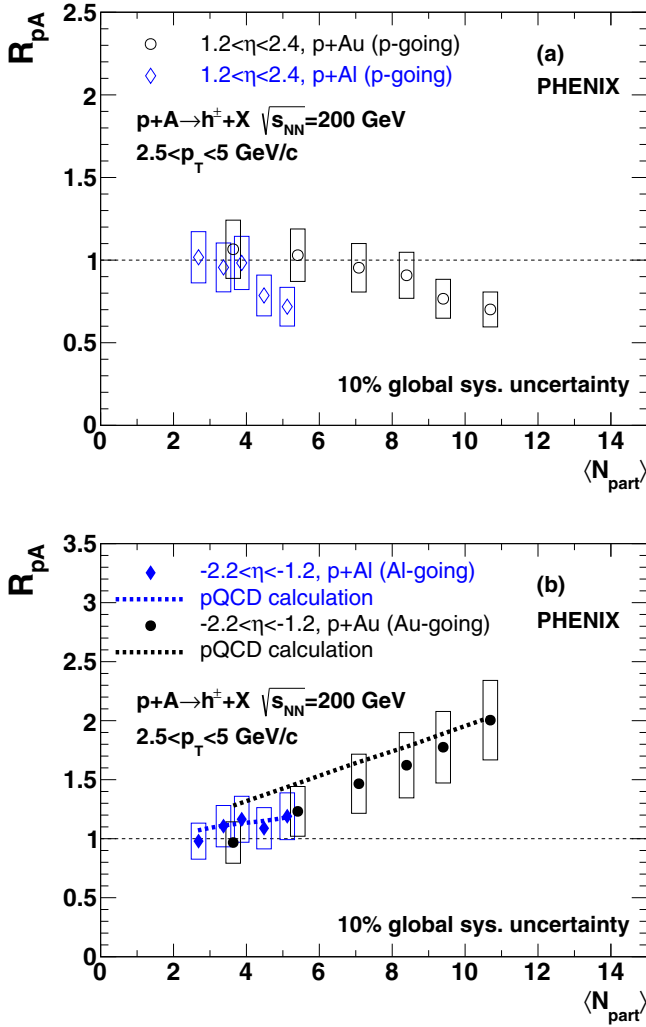 R_pA
2.5
2
1.5
1
0.5
0
1.2<η<2.4, p+Au (p-going)
1.2<η<2.4, p+Al (p-going)
(a)
PHENIX
p+A→h^±+X √s_NN=200 GeV
2.5<p_T<5 GeV/c
10% global sys. uncertainty
0 2 4 6 8 10 12 14
⟨N_part⟩
R_pA
3.5
3
2.5
2
1.5
1
0.5
0
-2.2<η<-1.2, p+Al (Al-going)
pQCD calculation
-2.2<η<-1.2, p+Au (Au-going)
pQCD calculation
(b)
PHENIX
p+A→h^±+X √s_NN=200 GeV
2.5<p_T<5 GeV/c
10% global sys. uncertainty
0 2 4 6 8 10 12 14
⟨N_part⟩